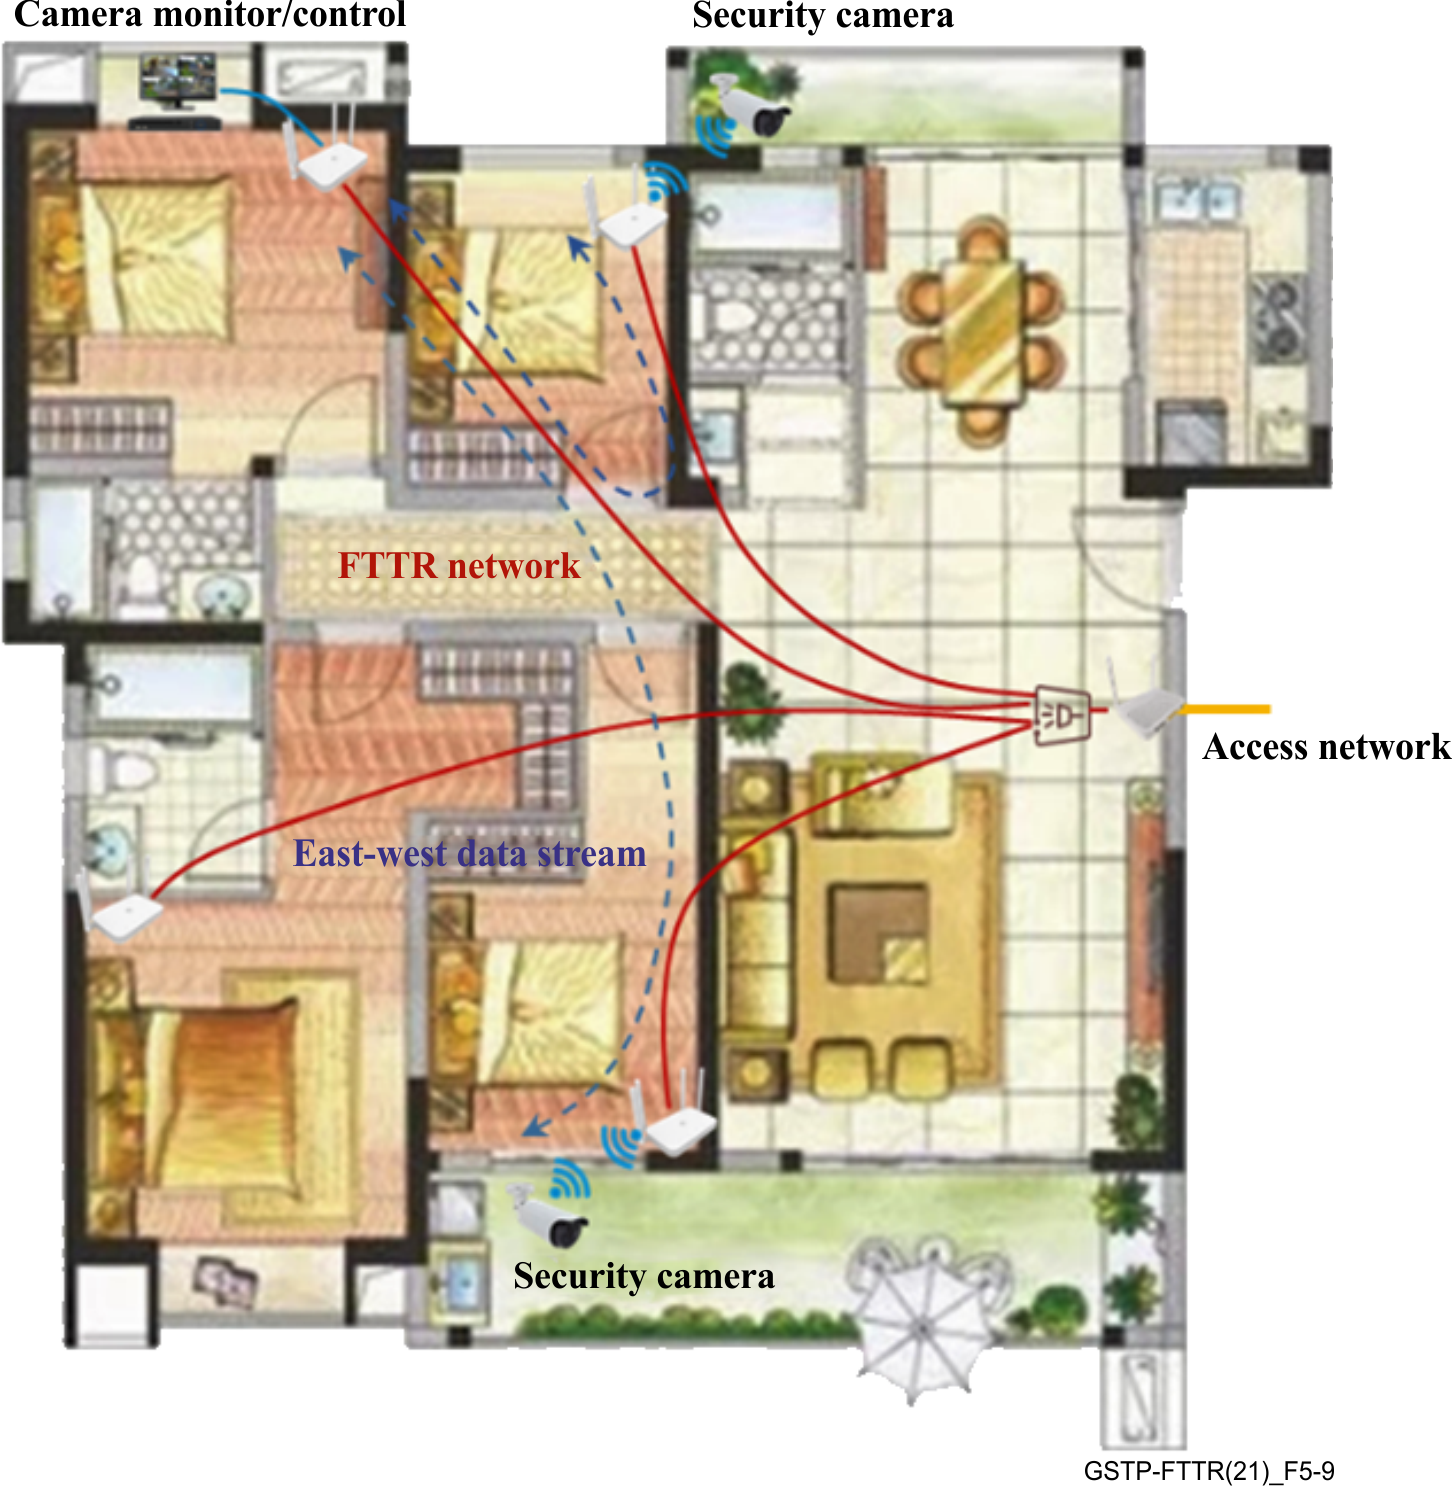 Camera monitor/control
Security camera
FTTR network
Access network
East-west data stream
Security camera
GSTP-FTTR(21)_F5-9